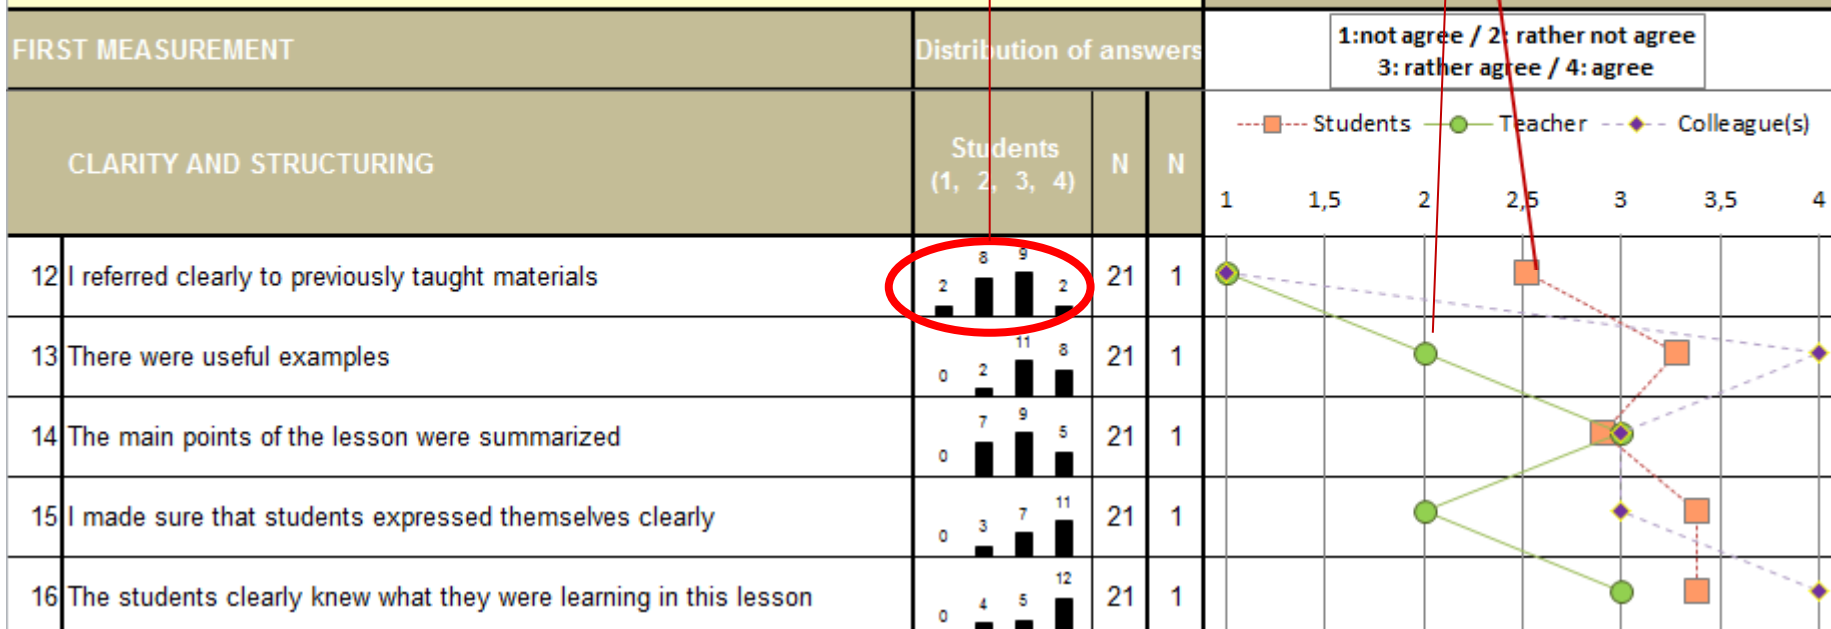 FIRST MEASUREMENT
Distribution of answers
1:not agree / 2: rather not agree
3: rather agree / 4: agree
Students
Teacher
Colleague(s)
CLARITY AND STRUCTURING
Students
(1, 2, 3, 4)
N
N
1 1,5 2 2,5 3 3,5 4
12 I referred clearly to previously taught materials 2 8 9 2 21 1
13 There were useful examples 0 2 11 8 21 1
14 The main points of the lesson were summarized 0 7 9 5 21 1
15 I made sure that students expressed themselves clearly 0 3 7 11 21 1
16 The students clearly knew what they were learning in this lesson 0 4 5 12 21 1